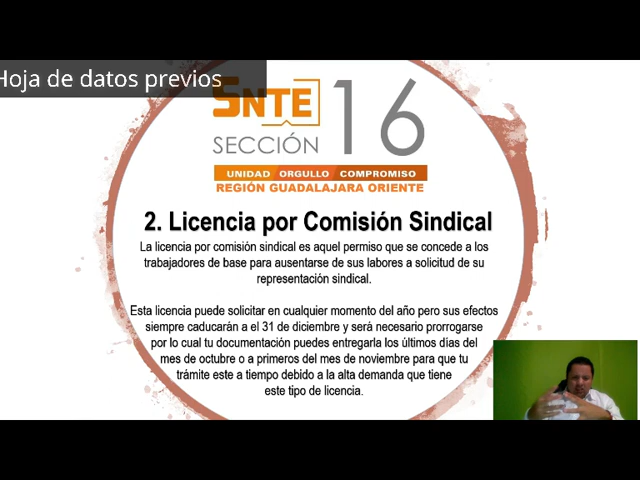 Hoja de datos previos
SNTE
SECCIÓN 16
UNIDAD ORGULLO COMPROMISO
REGIÓN GUADALAJARA ORIENTE
2. Licencia por Comisión Sindical
La licencia por comisión sindical es aquel permiso que se concede a los
trabajadores de base para ausentarse de sus labores a solicitud de su
representación sindical.
Esta licencia puede solicitar en cualquier momento del año pero sus efectos
siempre caducarán a el 31 de diciembre y será necesario prorrogarse
por lo cual tu documentación puedes entregarla los últimos días del
mes de octubre o a primeros del mes de noviembre para que tu
trámite este a tiempo debido a la alta demanda que tiene
este tipo de licencia.